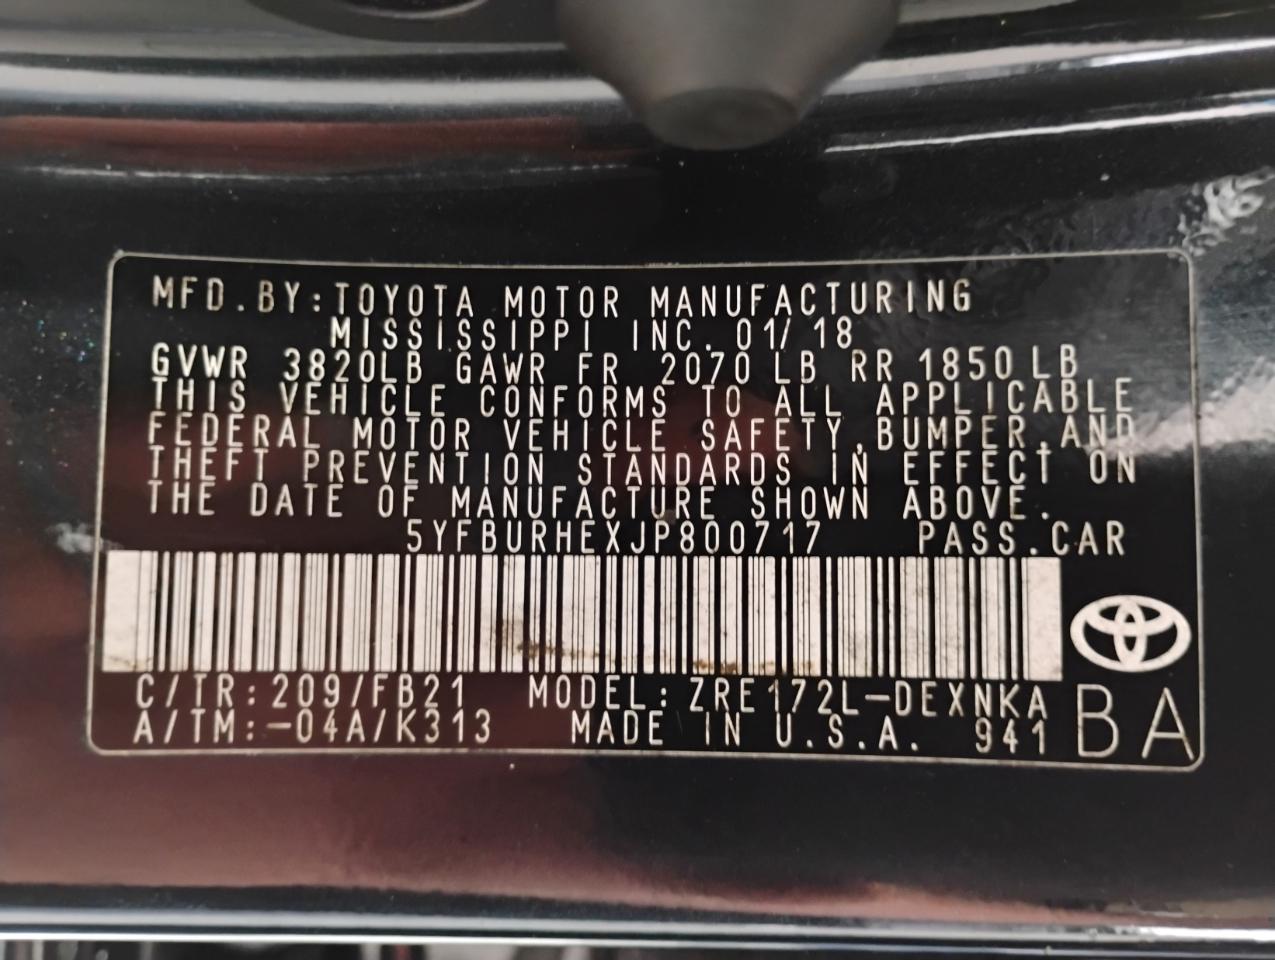 MFD.BY:TOYOTA MOTOR MANUFACTURING
MISSISSIPPI INC. 01/18
GVWR 3820LB GAWR FR 2070 LB RR 1850 LB
THIS VEHICLE CONFORMS TO ALL APPLICABLE
FEDERAL MOTOR VEHICLE SAFETY,BUMPER,AND
THEFT PREVENTION STANDARDS IN EFFECT ON
THE DATE OF MANUFACTURE SHOWN ABOVE.
5YFBURHEXJP800717 PASS.CAR
C/TR:209/FB21 MODEL:ZRE172L-DEXNKA
A/TM:-04A/K313 MADE IN U.S.A. 941 BA